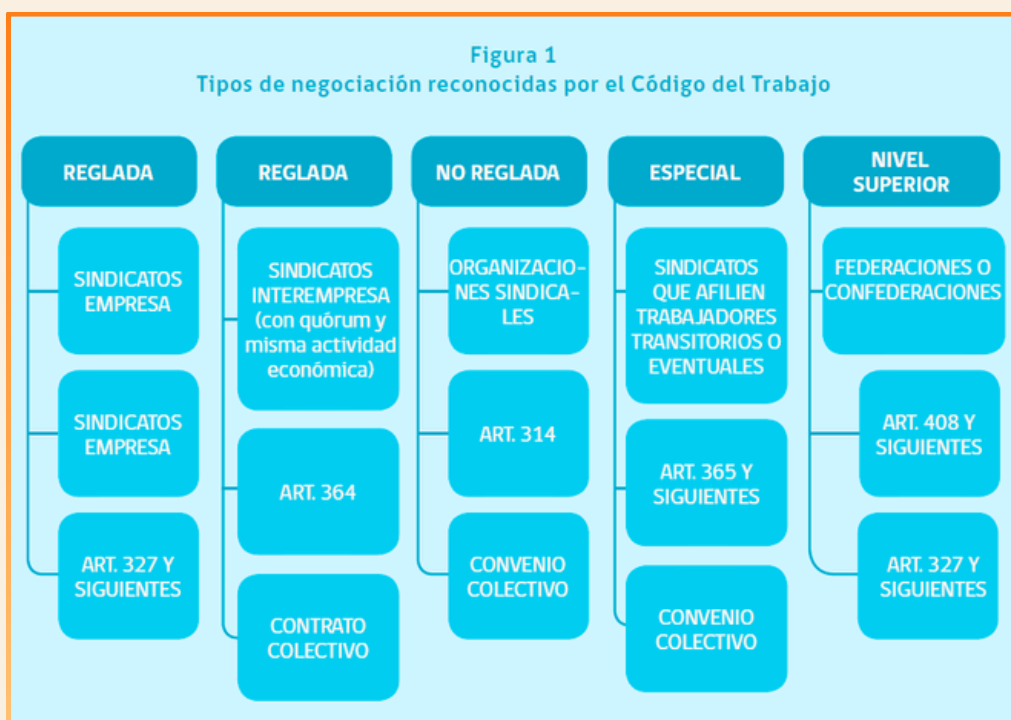 Figura 1
Tipos de negociación reconocidas por el Código del Trabajo
REGLADA
SINDICATOS
EMPRESA
SINDICATOS
EMPRESA
ART. 327 Y
SIGUIENTES
REGLADA
SINDICATOS
INTEREMPRESA
(con quórum y
misma actividad
económica)
ART. 364
CONTRATO
COLECTIVO
NO REGLADA
ORGANIZACIO-
NES SINDICA-
LES
ART. 314
CONVENIO
COLECTIVO
ESPECIAL
SINDICATOS
QUE AFILIEN
TRABAJADORES
TRANSITORIOS O
EVENTUALES
ART. 365 Y
SIGUIENTES
CONVENIO
COLECTIVO
NIVEL
SUPERIOR
FEDERACIONES O
CONFEDERACIONES
ART. 408 Y
SIGUIENTES
ART. 327 Y
SIGUIENTES